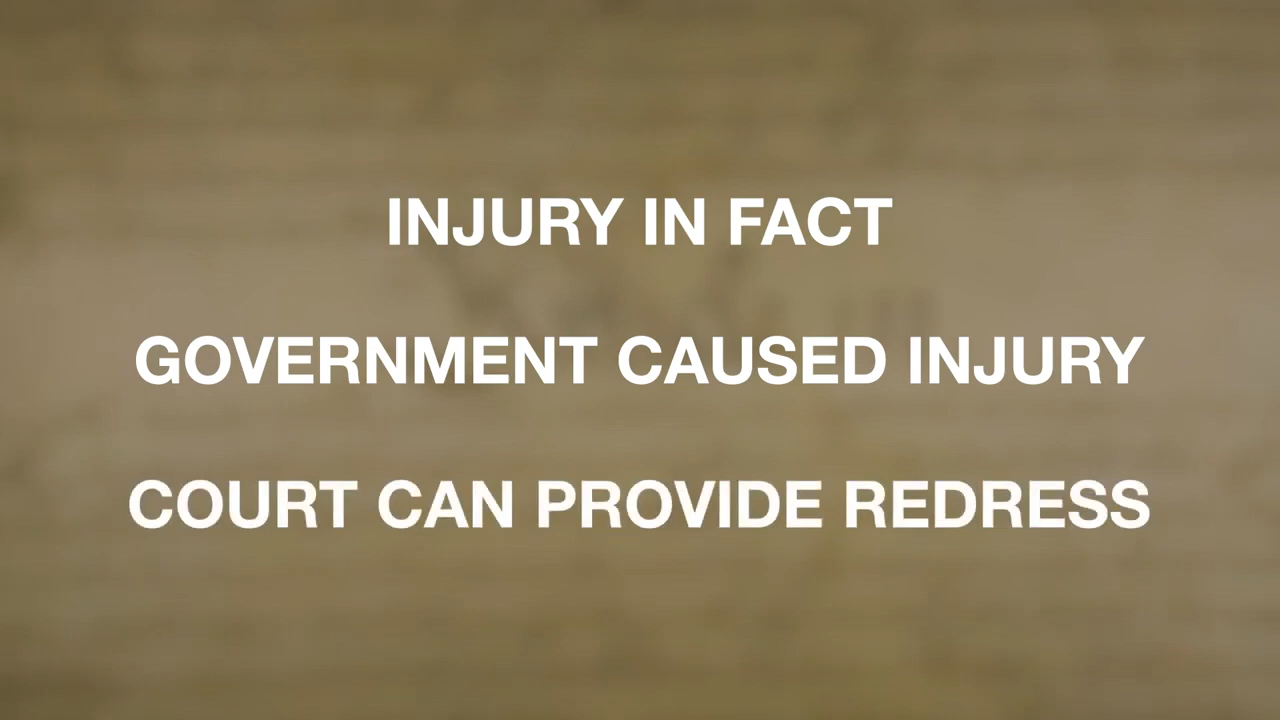 INJURY IN FACT
GOVERNMENT CAUSED INJURY
COURT CAN PROVIDE REDRESS